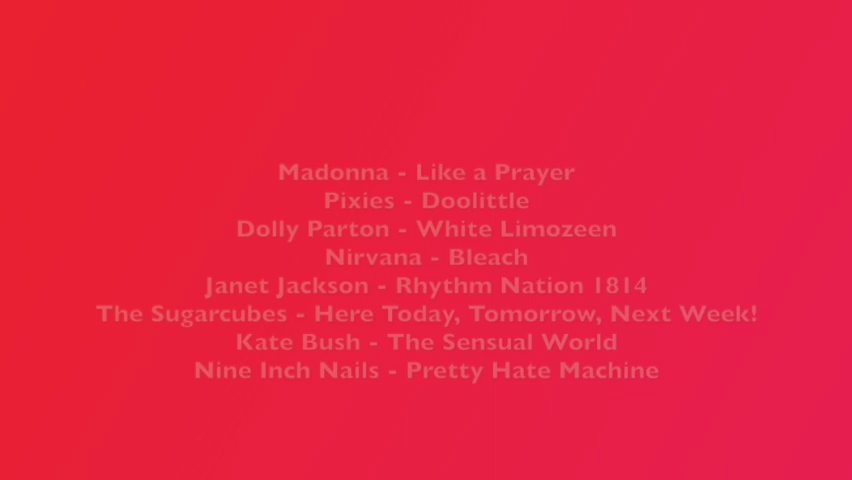 Madonna - Like a Prayer
Pixies - Doolittle
Dolly Parton - White Limozeen
Nirvana - Bleach
Janet Jackson - Rhythm Nation 1814
The Sugarcubes - Here Today, Tomorrow, Next Week!
Kate Bush - The Sensual World
Nine Inch Nails - Pretty Hate Machine